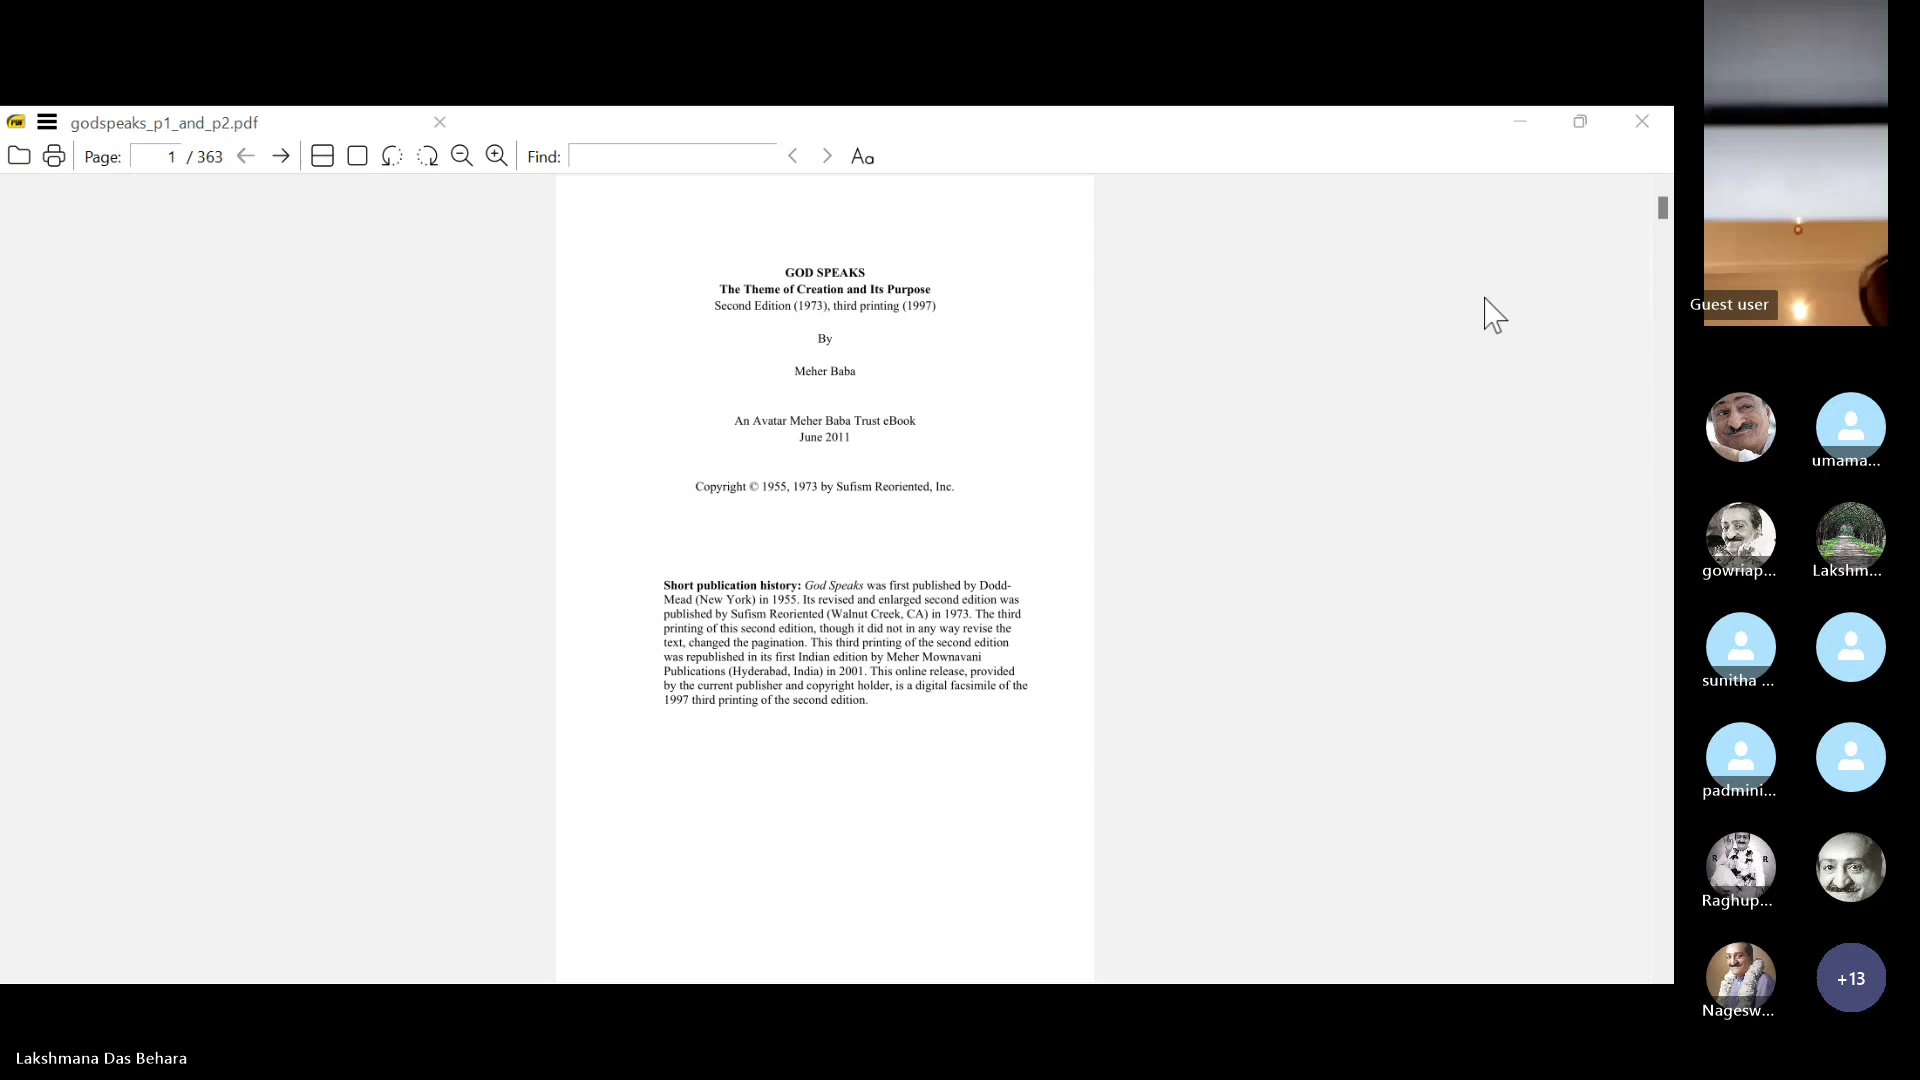 godspeaks_p1_and_p2.pdf
Page: 1 / 363 Find: Aa
GOD SPEAKS
The Theme of Creation and Its Purpose
Second Edition (1973), third printing (1997)
By
Meher Baba
An Avatar Meher Baba Trust eBook
June 2011
Copyright © 1955, 1973 by Sufism Reoriented, Inc.
Short publication history: God Speaks was first published by Dodd-
Mead (New York) in 1955. Its revised and enlarged second edition was
published by Sufism Reoriented (Walnut Creek, CA) in 1973. The third
printing of this second edition, though it did not in any way revise the
text, changed the pagination. This third printing of the second edition
was republished in its first Indian edition by Meher Mownavani
Publications (Hyderabad, India) in 2001. This online release, provided
by the current publisher and copyright holder, is a digital facsimile of the
1997 third printing of the second edition.
Guest user
umama...
gowriap... Lakshm...
sunitha ...
padmini...
R R
Raghup...
Nagesw... +13
Lakshmana Das Behara